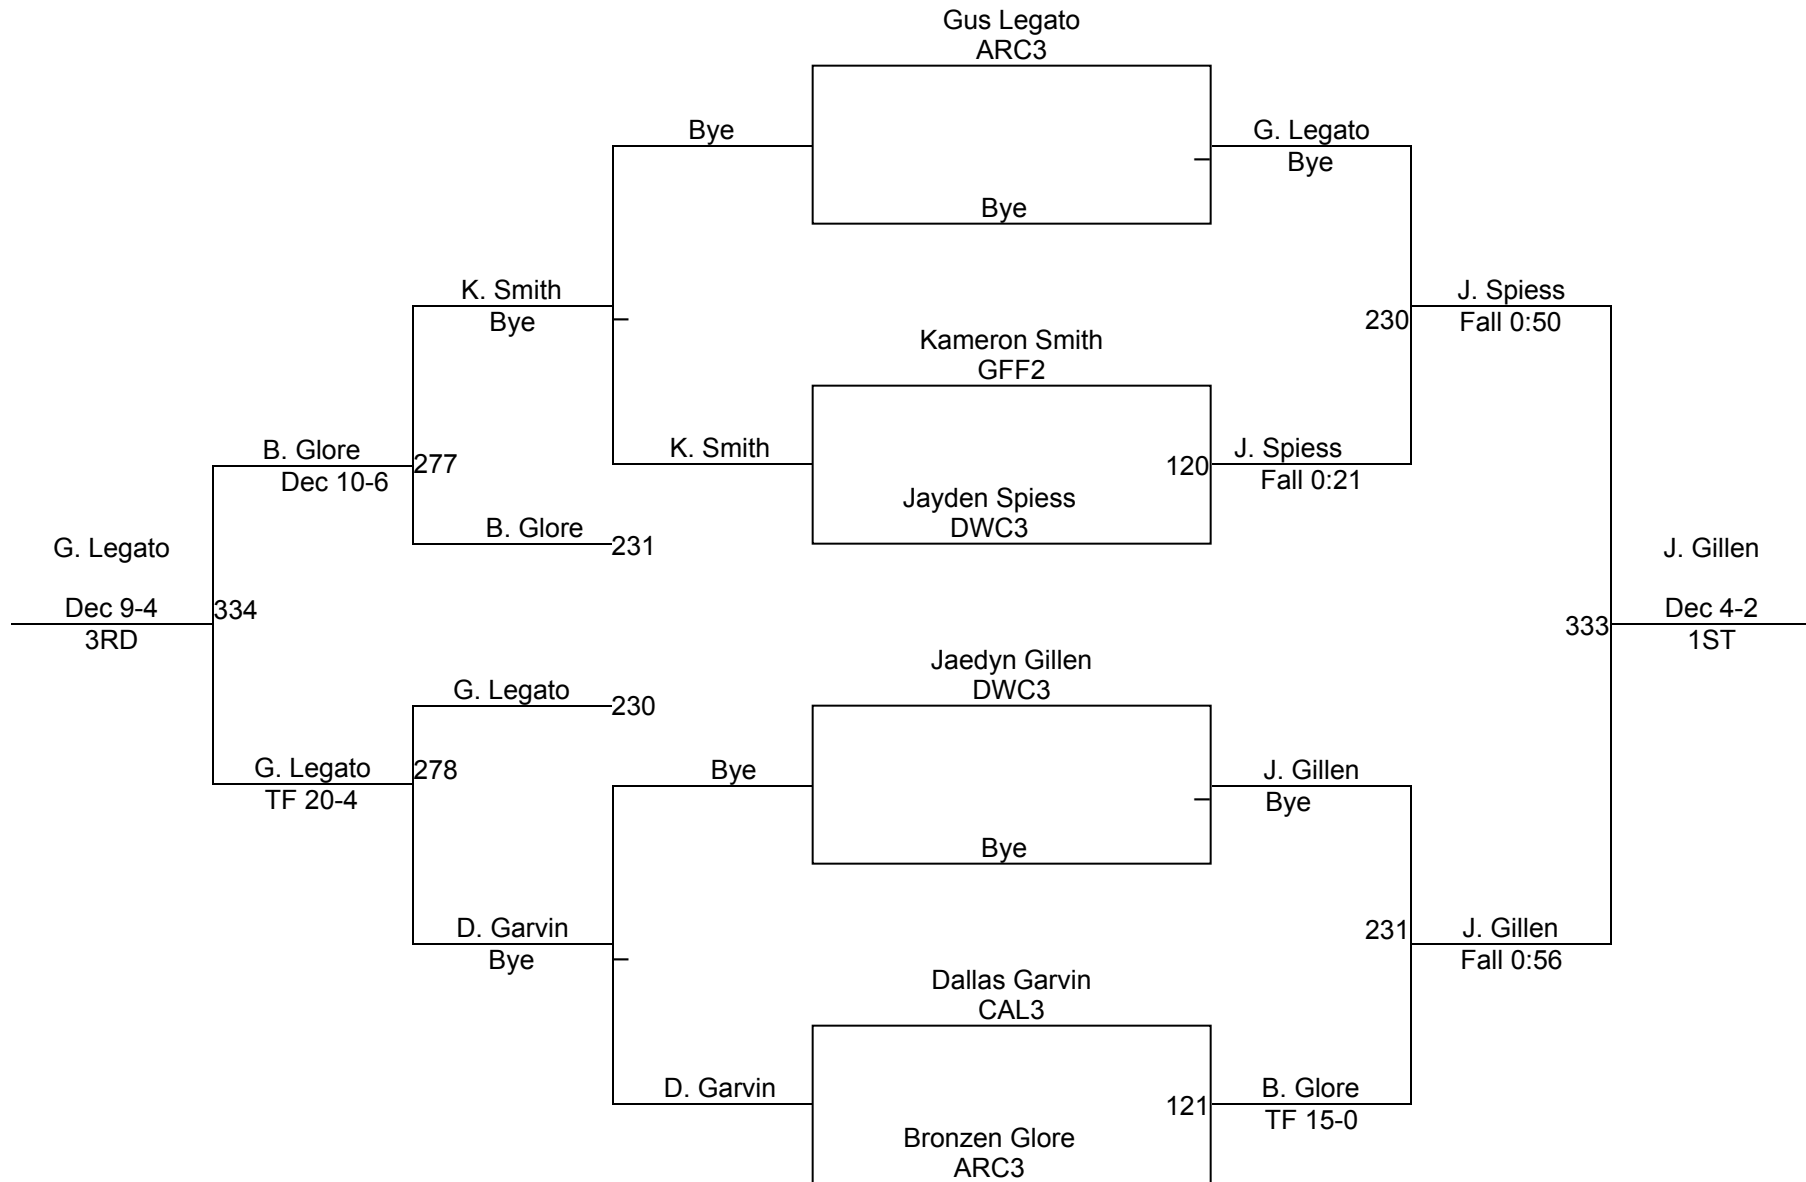 Gus Legato
ARC3
Bye
G. Legato
Bye
Bye
K. Smith
Bye
J. Spiess
Fall 0:50
230
Kameron Smith
GFF2
B. Glore
Dec 10-6
277
K. Smith
120
J. Spiess
Fall 0:21
Jayden Spiess
DWC3
B. Glore
231
G. Legato
Dec 9-4
3RD
334
J. Gillen
Dec 4-2
1ST
333
Jaedyn Gillen
DWC3
G. Legato
230
G. Legato
TF 20-4
278
Bye
J. Gillen
Bye
Bye
D. Garvin
Bye
231
J. Gillen
Fall 0:56
Dallas Garvin
CAL3
D. Garvin
121
B. Glore
TF 15-0
Bronzen Glore
ARC3